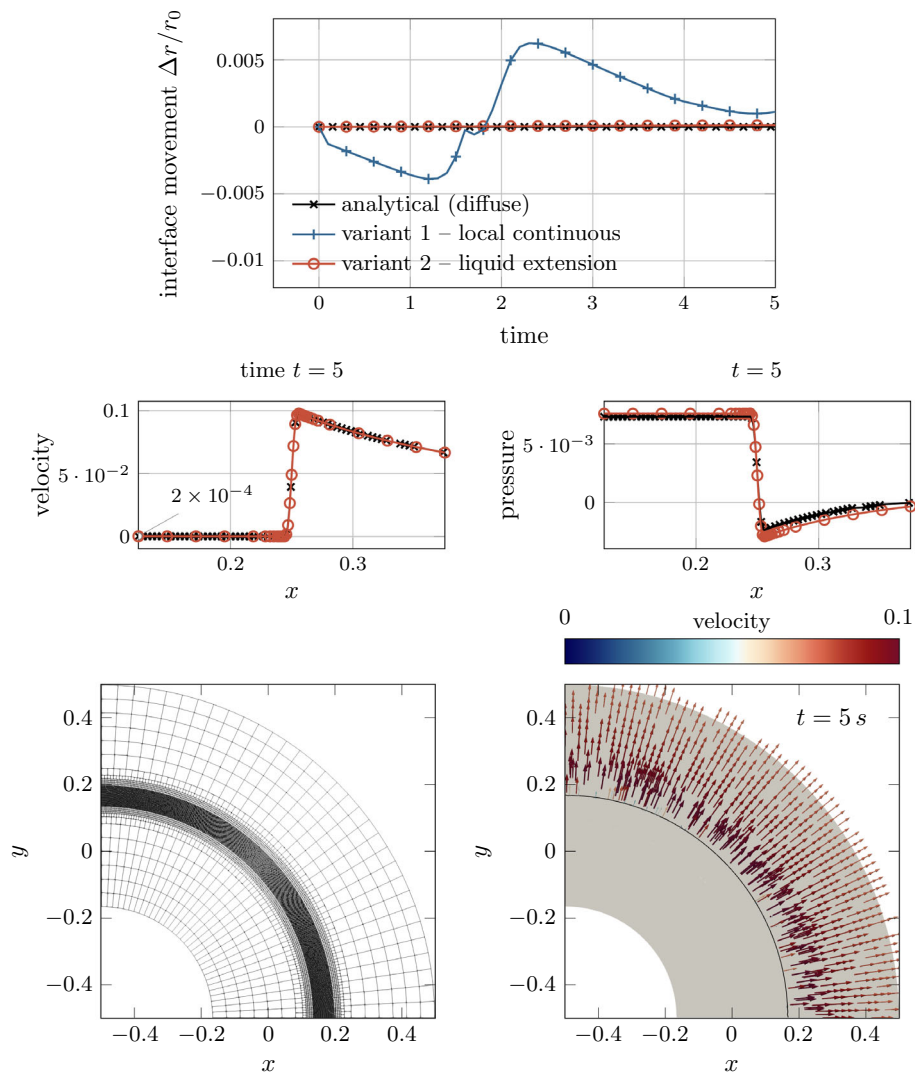 interface movement Δr/r₀
0.005
0
−0.005
−0.01
analytical (diffuse)
variant 1 – local continuous
variant 2 – liquid extension
0 1 2 3 4 5
time
time t = 5
velocity
0.1
5 · 10⁻²
0
2 × 10⁻⁴
0.2 0.3
x
t = 5
pressure
5 · 10⁻³
0
0.2 0.3
x
0 velocity 0.1
y
0.4
0.2
0
−0.2
−0.4
−0.4 −0.2 0 0.2 0.4
x
t = 5 s
y
0.4
0.2
0
−0.2
−0.4
−0.4 −0.2 0 0.2 0.4
x